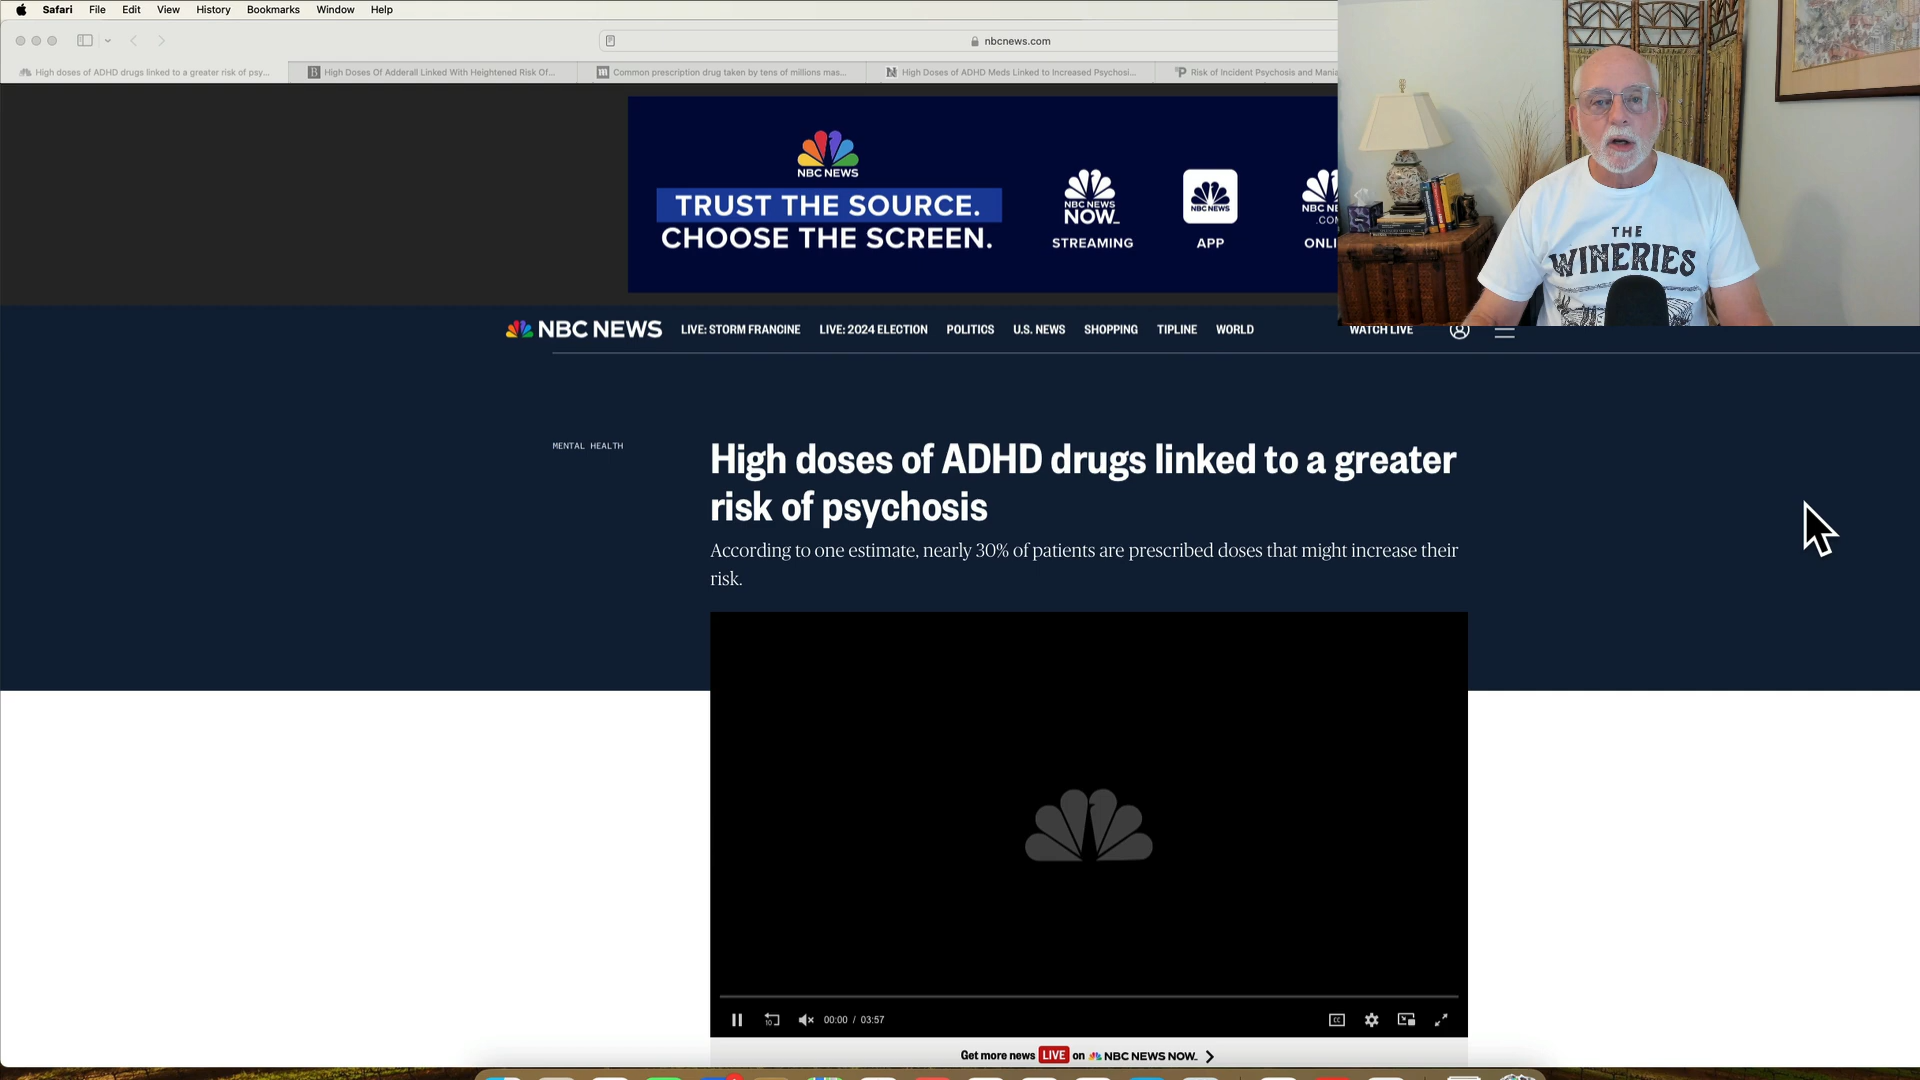 Safari File Edit View History Bookmarks Window Help
nbcnews.com
High doses of ADHD drugs linked to a greater risk of psy...
High Doses Of Adderall Linked With Heightened Risk Of...
Common prescription drug taken by tens of millions mas...
High Doses of ADHD Meds Linked to Increased Psychosi...
Risk of Incident Psychosis and Mania
NBC NEWS
TRUST THE SOURCE.
CHOOSE THE SCREEN.
NBC NEWS
NOW
STREAMING
NBC NEWS
APP
NBC NE
.COM
ONLI
THE
WINERIES
NBC NEWS LIVE: STORM FRANCINE LIVE: 2024 ELECTION POLITICS U.S. NEWS SHOPPING TIPLINE WORLD WATCH LIVE
MENTAL HEALTH
High doses of ADHD drugs linked to a greater
risk of psychosis
According to one estimate, nearly 30% of patients are prescribed doses that might increase their
risk.
10
00:00 / 03:57
CC
Get more news LIVE on NBC NEWS NOW